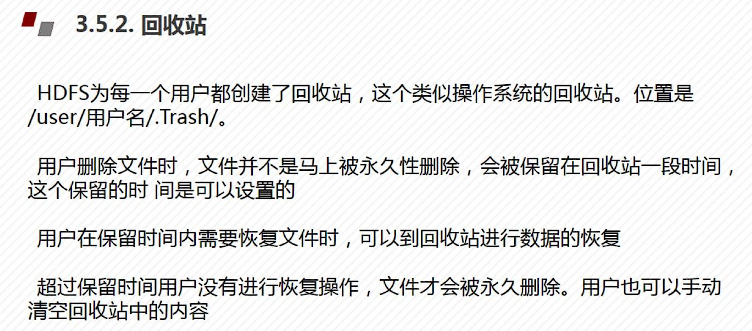 3.5.2. 回收站
HDFS为每一个用户都创建了回收站，这个类似操作系统的回收站。位置是
/user/用户名/.Trash/。
用户删除文件时，文件并不是马上被永久性删除，会被保留在回收站一段时间，
这个保留的时 间是可以设置的
用户在保留时间内需要恢复文件时，可以到回收站进行数据的恢复
超过保留时间用户没有进行恢复操作，文件才会被永久删除。用户也可以手动
清空回收站中的内容